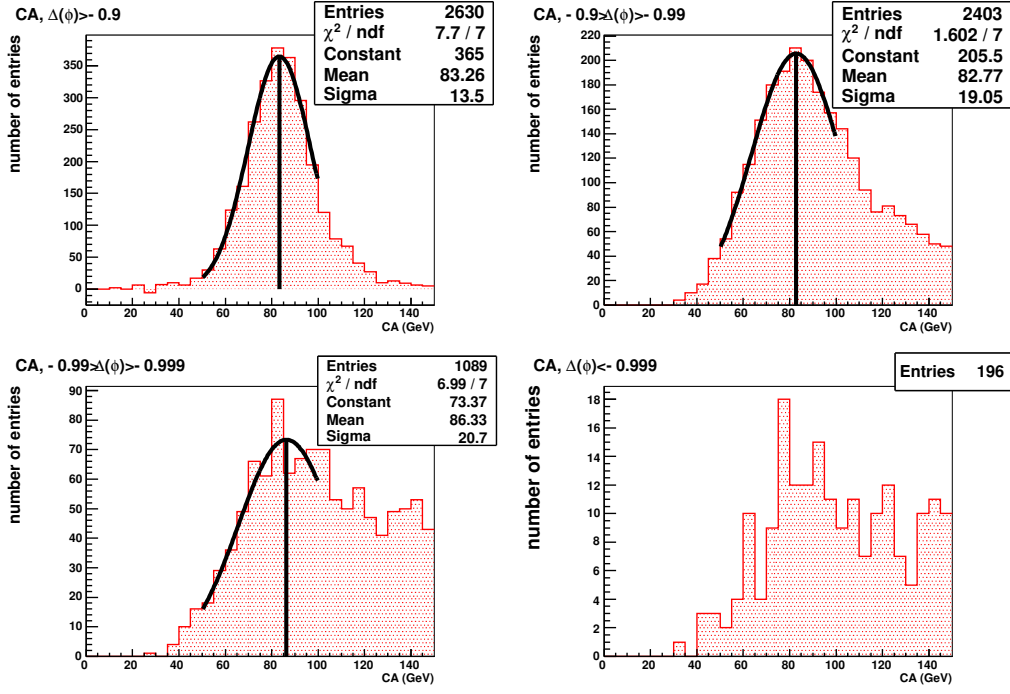 CA, Δ(ϕ)>- 0.9
Entries 2630
χ² / ndf 7.7 / 7
Constant 365
Mean 83.26
Sigma 13.5
number of entries
350
300
250
200
150
100
50
0
0 20 40 60 80 100 120 140
CA (GeV)
CA, - 0.9>Δ(ϕ)>- 0.99
Entries 2403
χ² / ndf 1.602 / 7
Constant 205.5
Mean 82.77
Sigma 19.05
number of entries
220
200
180
160
140
120
100
80
60
40
20
0
0 20 40 60 80 100 120 140
CA (GeV)
CA, - 0.99>Δ(ϕ)>- 0.999
Entries 1089
χ² / ndf 6.99 / 7
Constant 73.37
Mean 86.33
Sigma 20.7
number of entries
90
80
70
60
50
40
30
20
10
0
0 20 40 60 80 100 120 140
CA (GeV)
CA, Δ(ϕ)<- 0.999
Entries 196
number of entries
18
16
14
12
10
8
6
4
2
0
0 20 40 60 80 100 120 140
CA (GeV)